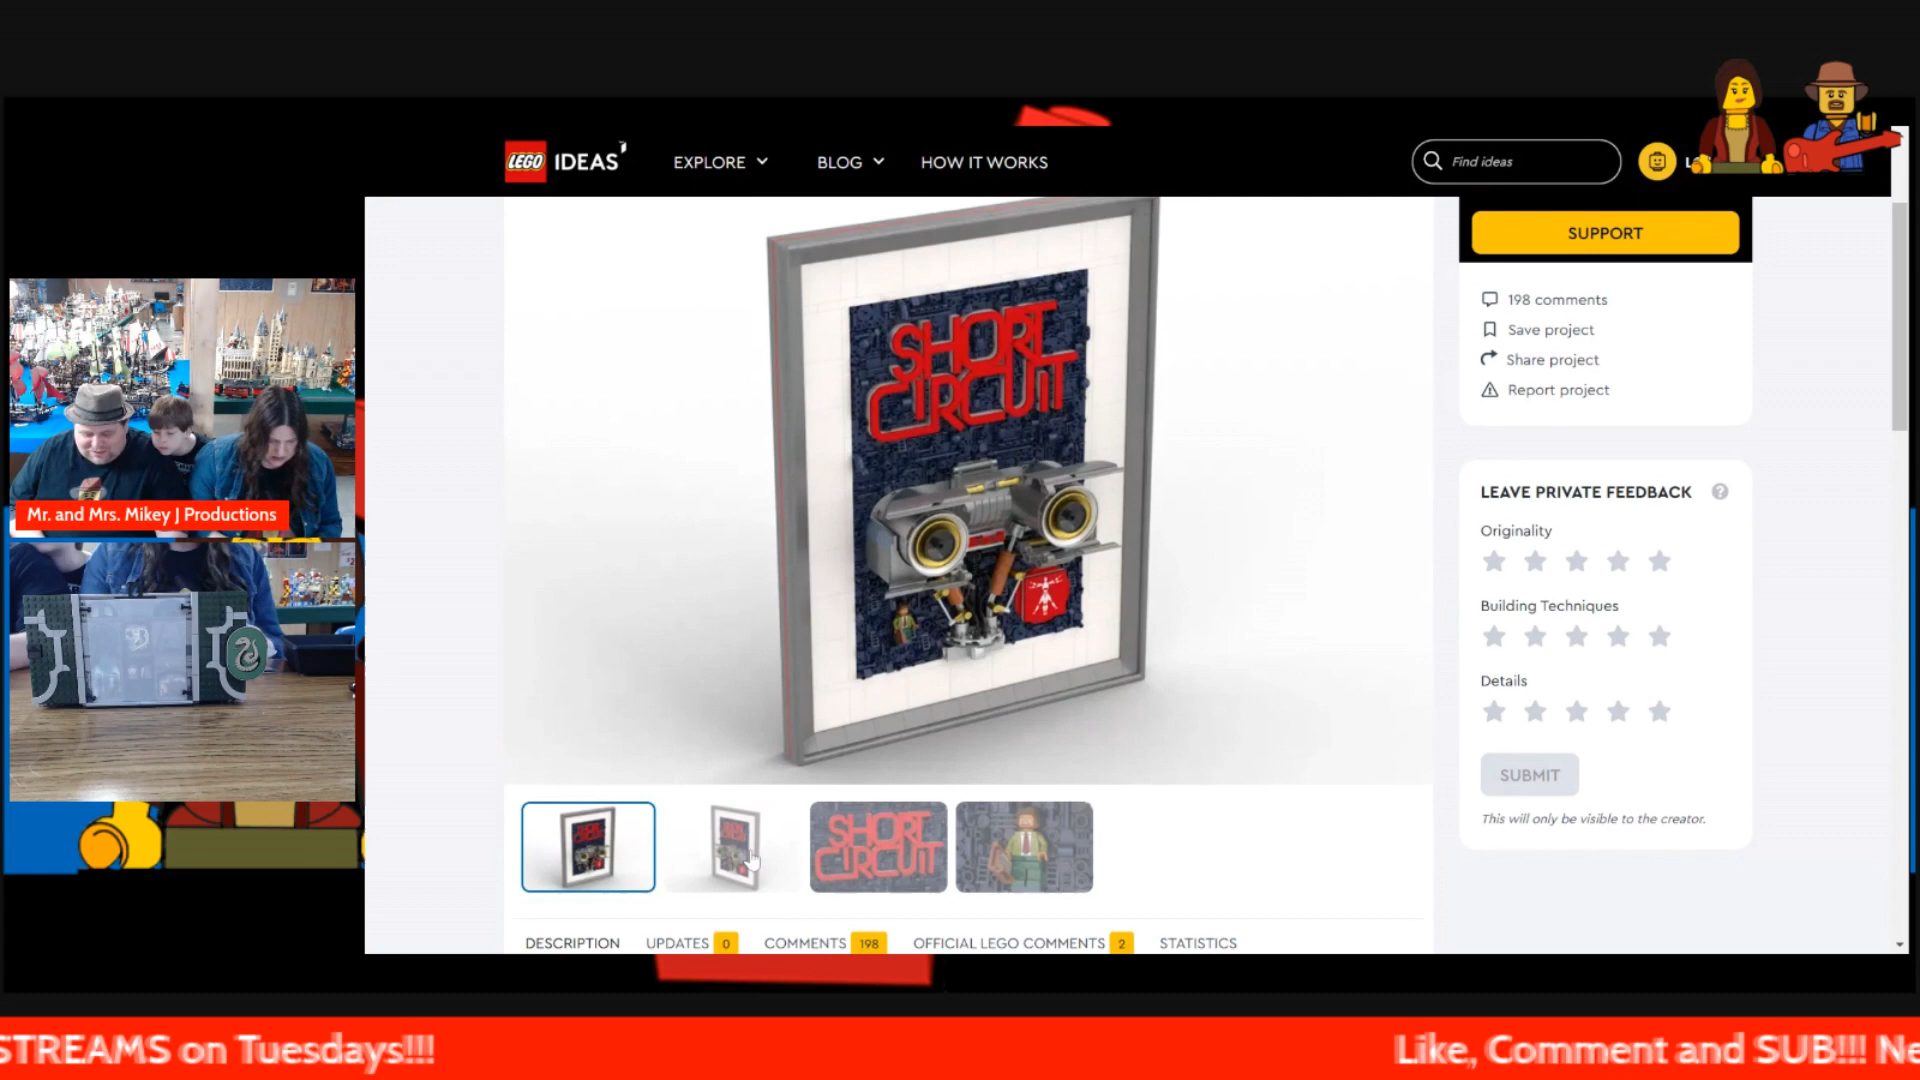 LEGO IDEAS
EXPLORE
BLOG
HOW IT WORKS
Find ideas
SUPPORT
198 comments
Save project
Share project
Report project
SHORT
CIRCUIT
LEAVE PRIVATE FEEDBACK ?
Originality
Building Techniques
Details
SUBMIT
This will only be visible to the creator.
Mr. and Mrs. Mikey J Productions
SHORT
CIRCUIT
DESCRIPTION
UPDATES 0
COMMENTS 198
OFFICIAL LEGO COMMENTS 2
STATISTICS
STREAMS on Tuesdays!!!
Like, Comment and SUB!!! Ne